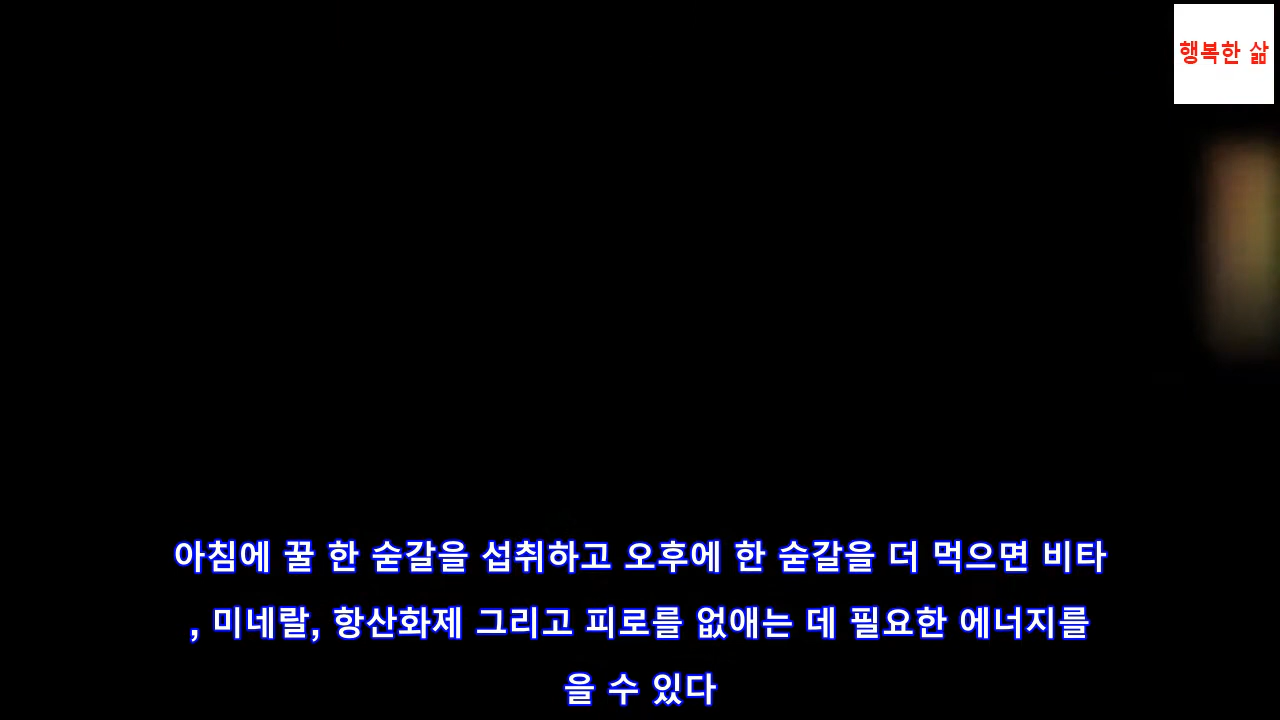 행복한 삶
아침에 꿀 한 숟갈을 섭취하고 오후에 한 숟갈을 더 먹으면 비타
, 미네랄, 항산화제 그리고 피로를 없애는 데 필요한 에너지를
을 수 있다